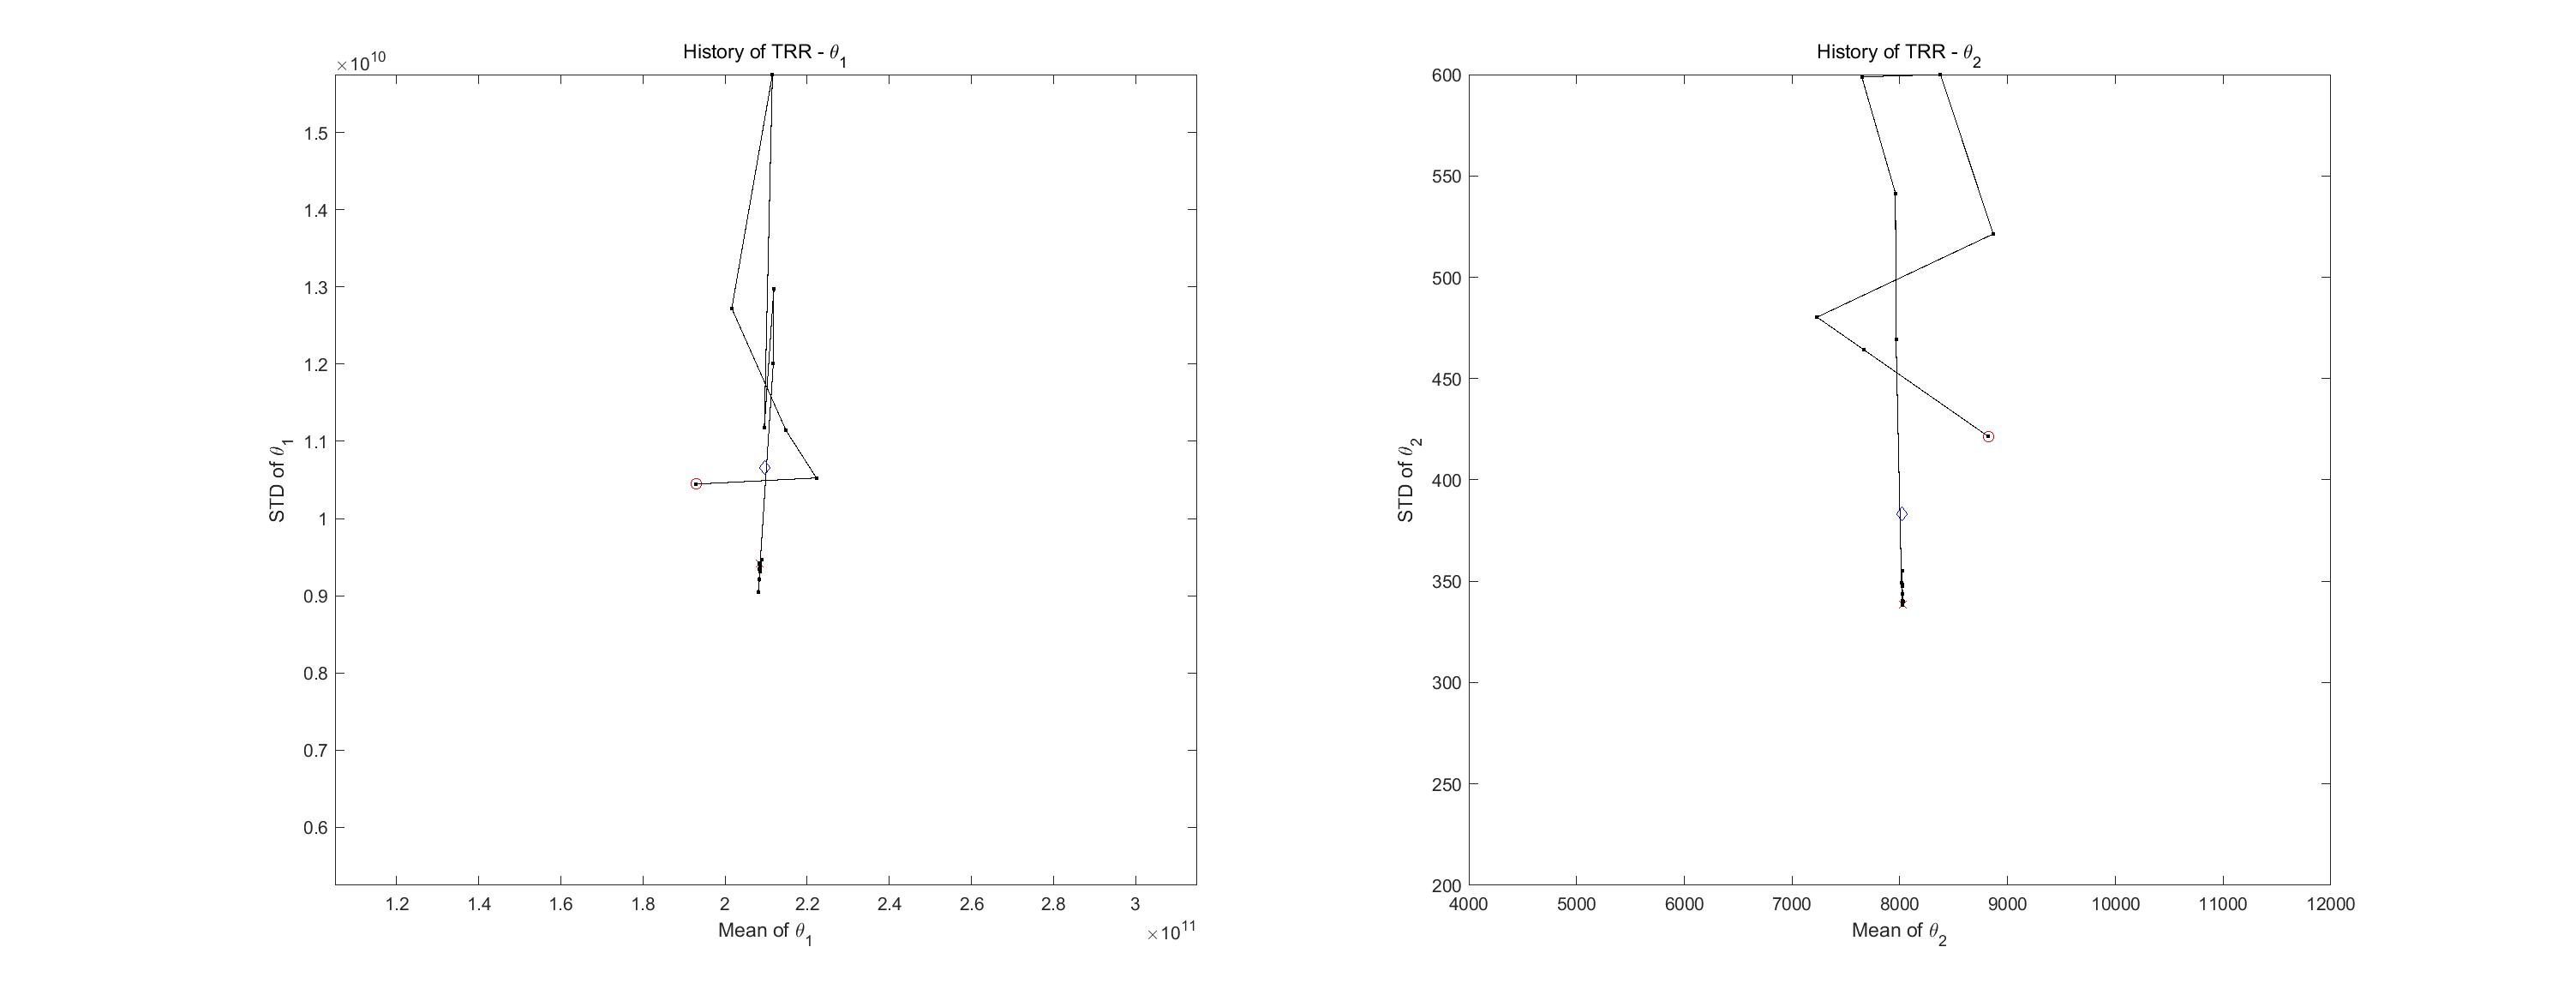 History of TRR - θ1
×10^10
1.5
1.4
1.3
1.2
1.1
1
0.9
0.8
0.7
0.6
STD of θ1
1.2 1.4 1.6 1.8 2 2.2 2.4 2.6 2.8 3
Mean of θ1
×10^11
History of TRR - θ2
600
550
500
450
400
350
300
250
200
STD of θ2
4000 5000 6000 7000 8000 9000 10000 11000 12000
Mean of θ2